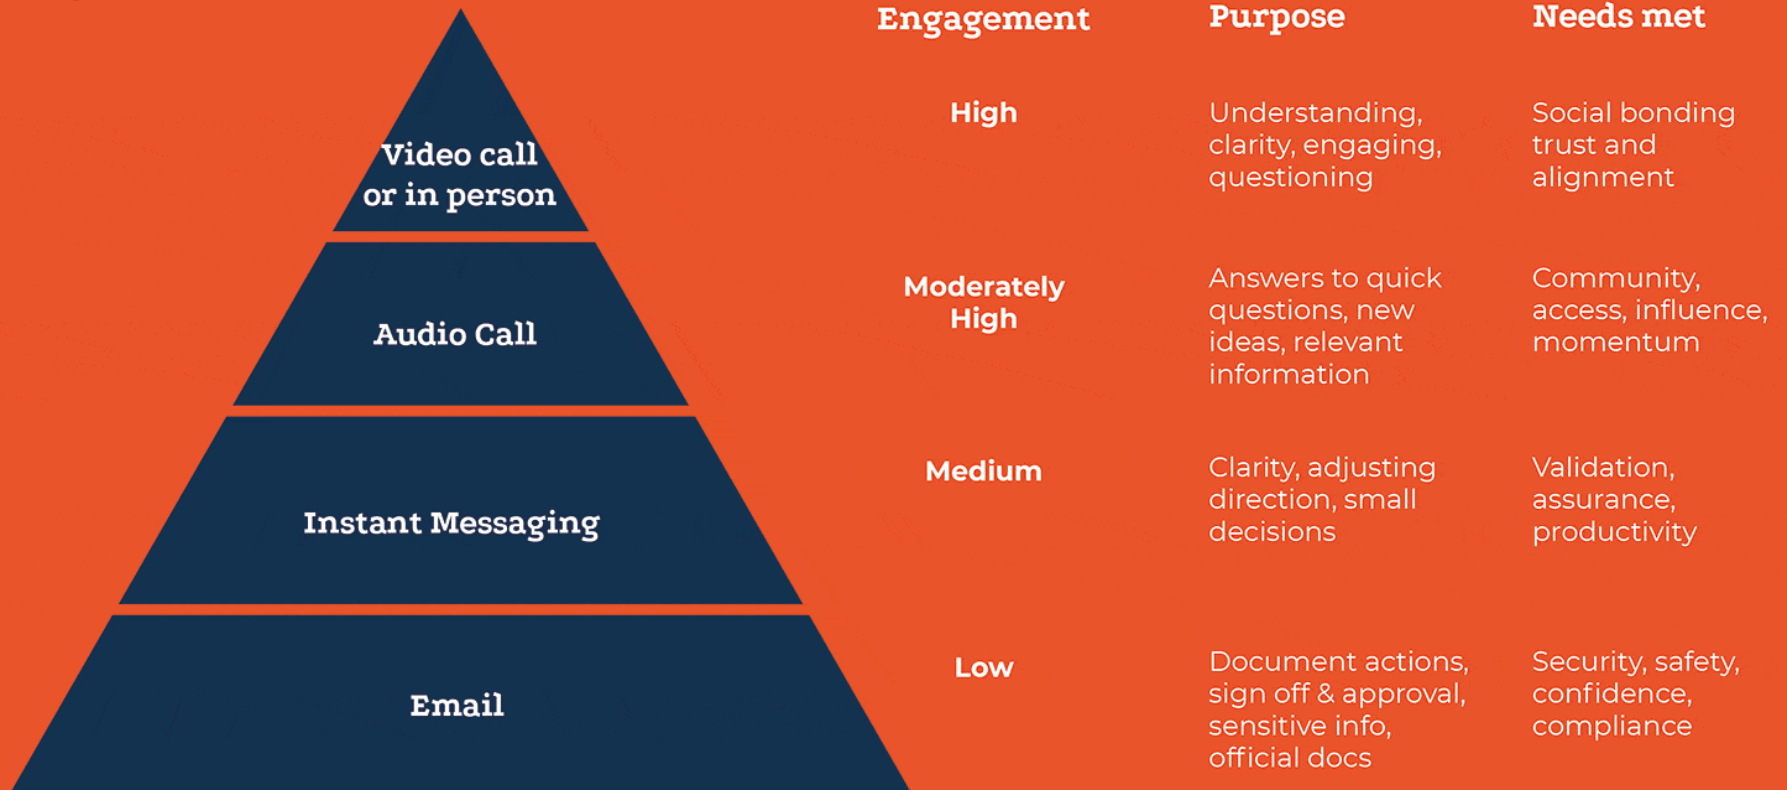 Engagement
Purpose
Needs met
Video call
or in person
High
Understanding,
clarity, engaging,
questioning
Social bonding
trust and
alignment
Audio Call
Moderately
High
Answers to quick
questions, new
ideas, relevant
information
Community,
access, influence,
momentum
Instant Messaging
Medium
Clarity, adjusting
direction, small
decisions
Validation,
assurance,
productivity
Email
Low
Document actions,
sign off & approval,
sensitive info,
official docs
Security, safety,
confidence,
compliance